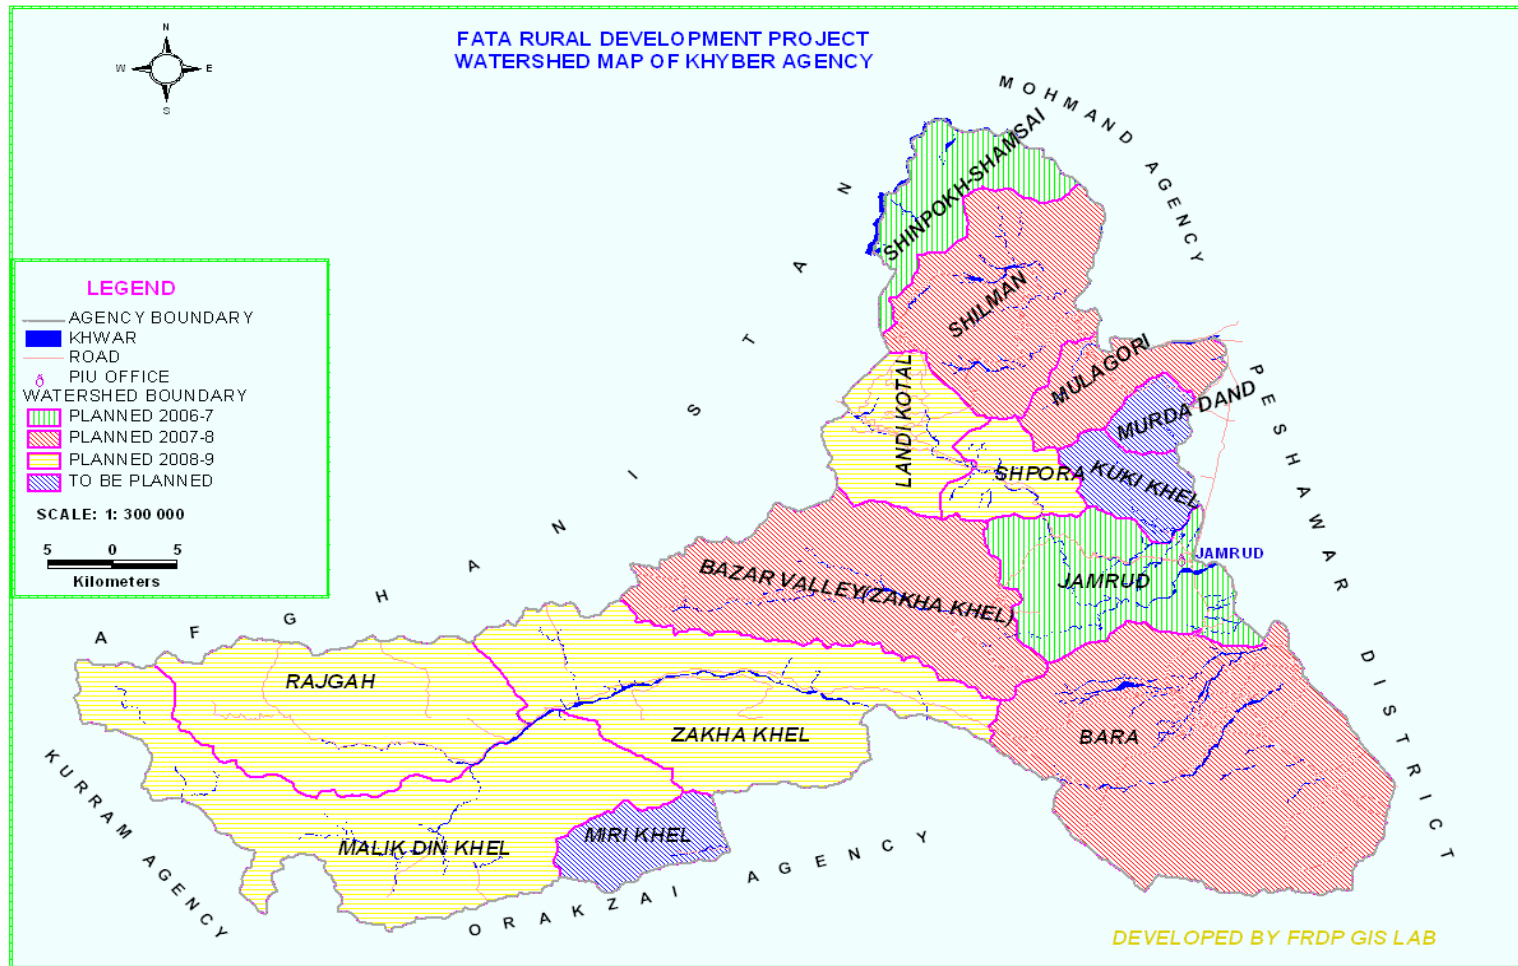 FATA RURAL DEVELOPMENT PROJECT
WATERSHED MAP OF KHYBER AGENCY
N
W
E
S
MOHMAND AGENCY
AFGHANISTAN
PESHAWAR DISTRICT
KURRAM AGENCY
ORAKZAI AGENCY
SHINPOKH-SHAMSAI
SHILMAN
MULAGORI
LANDI KOTAL
MURDA DAND
SHPORA
KUKI KHEL
JAMRUD
JAMRUD
BAZAR VALLEY(ZAKHA KHEL)
RAJGAH
ZAKHA KHEL
BARA
MALIK DIN KHEL
MIRI KHEL
LEGEND
AGENCY BOUNDARY
KHWAR
ROAD
PIU OFFICE
WATERSHED BOUNDARY
PLANNED 2006-7
PLANNED 2007-8
PLANNED 2008-9
TO BE PLANNED
SCALE: 1: 300 000
5 0 5
Kilometers
DEVELOPED BY FRDP GIS LAB